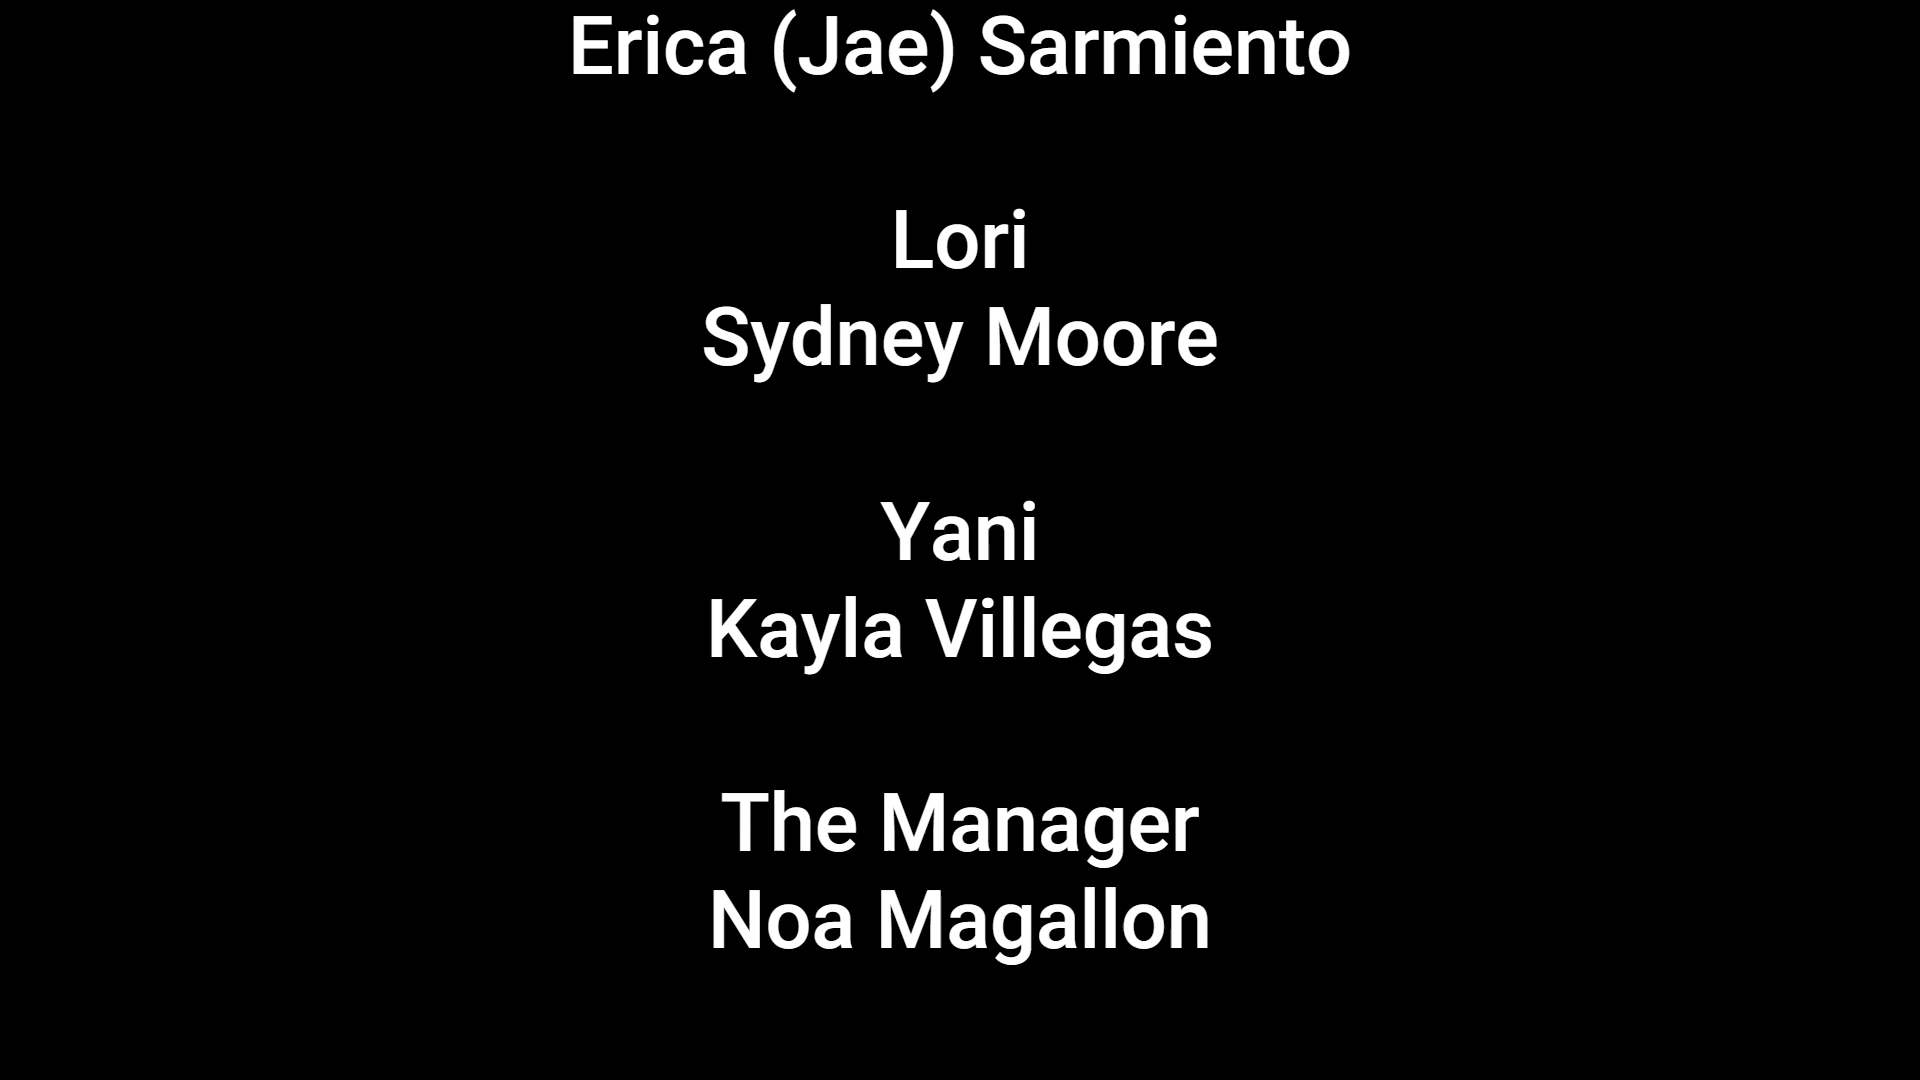 Erica (Jae) Sarmiento
Lori
Sydney Moore
Yani
Kayla Villegas
The Manager
Noa Magallon